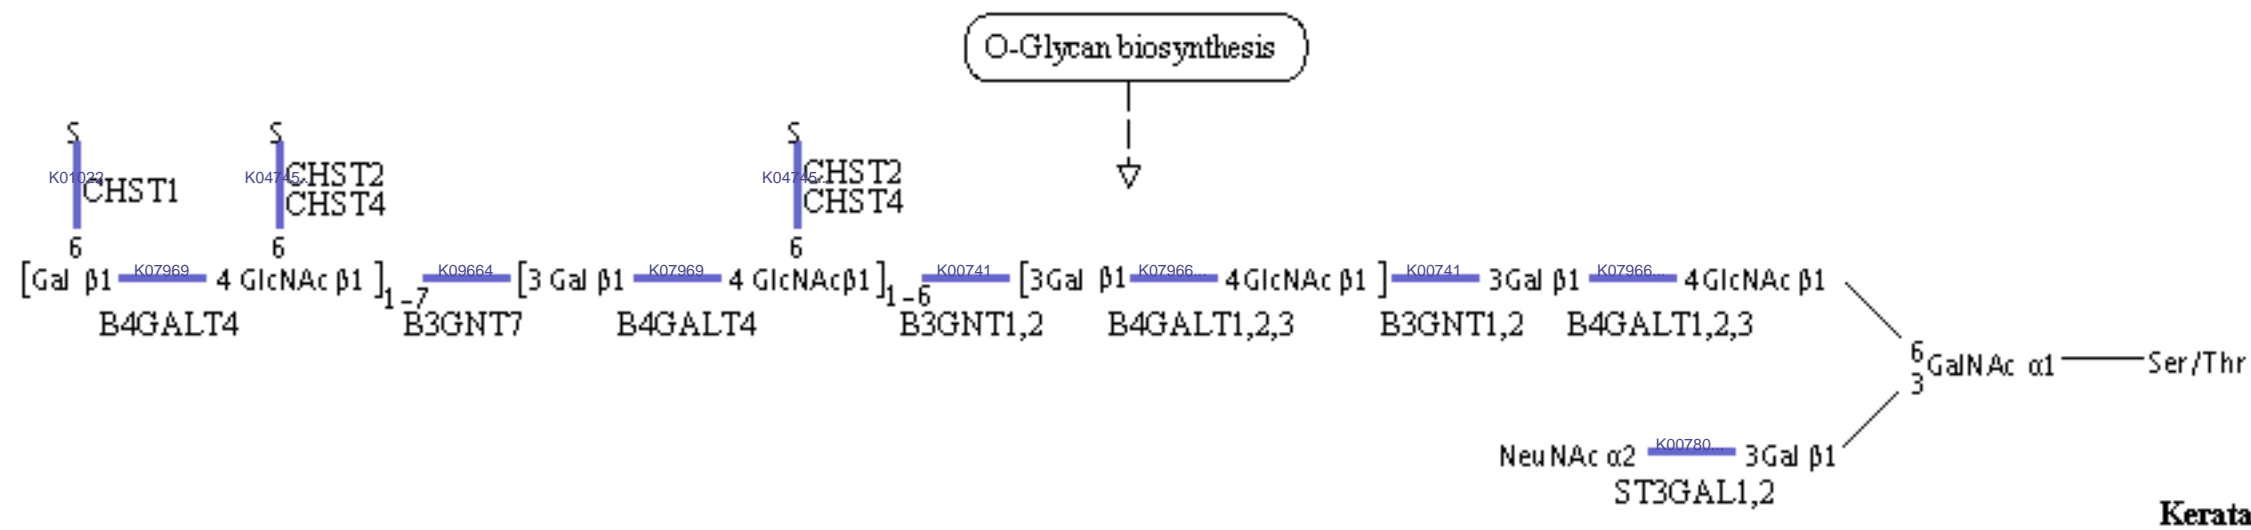 O-Glycan biosynthesis
S S S
K01022 CHST1 K04745... CHST2 K04745... CHST2
CHST4 CHST4
6 6 6
[Gal β1 K07969 4 GlcNAc β1 ]1-7 K09664 [3 Gal β1 K07969 4 GlcNAcβ1 ]1-6 K00741 [3Gal β1 K07966... 4GlcNAc β1 ] K00741 3Gal β1 K07966... 4GlcNAc β1
B4GALT4 B3GNT7 B4GALT4 B3GNT1,2 B4GALT1,2,3 B3GNT1,2 B4GALT1,2,3
6
GalNAc α1 Ser/Thr
3
NeuNAc α2 K00780... 3Gal β1
ST3GAL1,2
Kerata